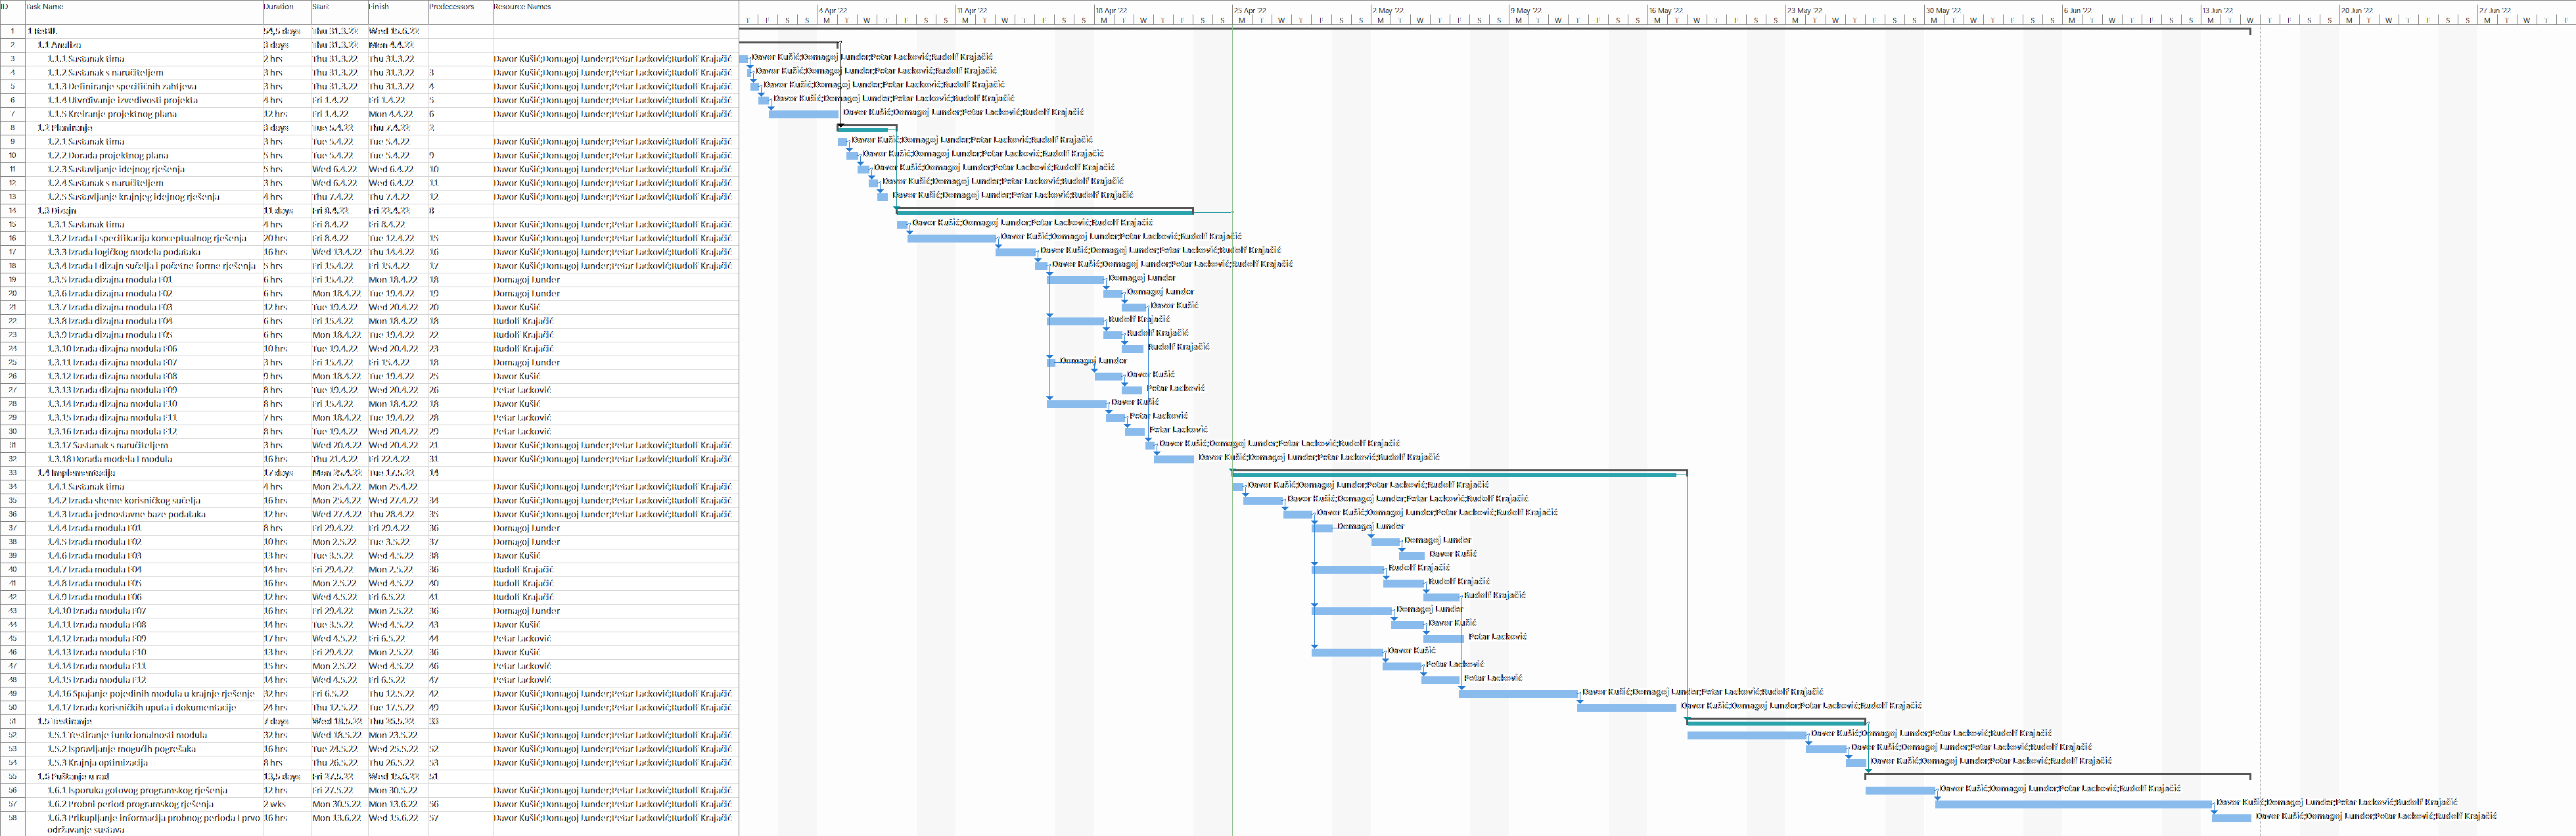 ID Task Name Duration Start Finish Predecessors Resource Names
4 Apr '22 11 Apr '22 18 Apr '22 25 Apr '22 2 May '22 9 May '22 16 May '22 23 May '22 30 May '22 6 Jun '22 13 Jun '22 20 Jun '22 27 Jun '22
1 54,5 days Thu 31.3.22 Wed 15.6.22
2 1.1 Analiza 3 days Thu 31.3.22 Mon 4.4.22
3 1.1.1 Sastanak tima 2 hrs Thu 31.3.22 Thu 31.3.22 Davor Kušić;Domagoj Lunder;Petar Lacković;Rudolf Krajačić
4 1.1.2 Sastanak s naručiteljem 3 hrs Thu 31.3.22 Thu 31.3.22 3 Davor Kušić;Domagoj Lunder;Petar Lacković;Rudolf Krajačić
5 1.1.3 Definiranje specifičnih zahtjeva Thu 31.3.22 Thu 31.3.22 4 Davor Kušić;Domagoj Lunder;Petar Lacković;Rudolf Krajačić
6 1.1.4 Utvrđivanje izvedivosti projekta 4 hrs Fri 1.4.22 Fri 1.4.22 5 Davor Kušić;Domagoj Lunder;Petar Lacković;Rudolf Krajačić
7 1.1.5 Kreiranje projektnog plana 12 hrs Fri 1.4.22 Mon 4.4.22 6 Davor Kušić;Domagoj Lunder;Petar Lacković;Rudolf Krajačić
8 1.2 Planiranje 3 days Tue 5.4.22 Thu 7.4.22 2
9 1.2.1 Sastanak tima 3 hrs Tue 5.4.22 Tue 5.4.22 Davor Kušić;Domagoj Lunder;Petar Lacković;Rudolf Krajačić
10 1.2.2 Dorada projektnog plana 5 hrs Tue 5.4.22 Tue 5.4.22 9 Davor Kušić;Domagoj Lunder;Petar Lacković;Rudolf Krajačić
11 1.2.3 Sastavljanje idejnog rješenja 5 hrs Wed 6.4.22 Wed 6.4.22 10 Davor Kušić;Domagoj Lunder;Petar Lacković;Rudolf Krajačić
12 1.2.4 Sastanak s naručiteljem 3 hrs Wed 6.4.22 Wed 6.4.22 11 Davor Kušić;Domagoj Lunder;Petar Lacković;Rudolf Krajačić
13 1.2.5 Sastavljanje krajnjeg idejnog rješenja 4 hrs Thu 7.4.22 Thu 7.4.22 12 Davor Kušić;Domagoj Lunder;Petar Lacković;Rudolf Krajačić
14 1.3 Dizajn 11 days Fri 8.4.22 Fri 22.4.22 8
15 1.3.1 Sastanak tima 4 hrs Fri 8.4.22 Fri 8.4.22 Davor Kušić;Domagoj Lunder;Petar Lacković;Rudolf Krajačić
16 1.3.2 Izrada I specifikacija konceptualnog rješenja 20 hrs Fri 8.4.22 Tue 12.4.22 15 Davor Kušić;Domagoj Lunder;Petar Lacković;Rudolf Krajačić
17 1.3.3 Izrada logičkog modela podataka 16 hrs Wed 13.4.22 Thu 14.4.22 16 Davor Kušić;Domagoj Lunder;Petar Lacković;Rudolf Krajačić
18 1.3.4 Izrada I dizajn sučelja i početne forme rješenja 5 hrs Fri 15.4.22 Fri 15.4.22 17 Davor Kušić;Domagoj Lunder;Petar Lacković;Rudolf Krajačić
19 1.3.5 Izrada dizajna modula F01 6 hrs Fri 15.4.22 Mon 18.4.22 18 Domagoj Lunder
20 1.3.6 Izrada dizajna modula F02 6 hrs Mon 18.4.22 Tue 19.4.22 19 Domagoj Lunder
21 1.3.7 Izrada dizajna modula F03 12 hrs Tue 19.4.22 Wed 20.4.22 20 Davor Kušić
22 1.3.8 Izrada dizajna modula F04 6 hrs Fri 15.4.22 Mon 18.4.22 18 Rudolf Krajačić
23 1.3.9 Izrada dizajna modula F05 6 hrs Mon 18.4.22 Tue 19.4.22 22 Rudolf Krajačić
24 1.3.10 Izrada dizajna modula F06 10 hrs Tue 19.4.22 Wed 20.4.22 23 Rudolf Krajačić
25 1.3.11 Izrada dizajna modula F07 3 hrs Fri 15.4.22 Fri 15.4.22 18 Domagoj Lunder
26 1.3.12 Izrada dizajna modula F08 9 hrs Mon 18.4.22 Tue 19.4.22 25 Davor Kušić
27 1.3.13 Izrada dizajna modula F09 8 hrs Tue 19.4.22 Wed 20.4.22 26 Petar Lacković
28 1.3.14 Izrada dizajna modula F10 8 hrs Fri 15.4.22 Mon 18.4.22 18 Davor Kušić
29 1.3.15 Izrada dizajna modula F11 7 hrs Mon 18.4.22 Tue 19.4.22 28 Petar Lacković
30 1.3.16 Izrada dizajna modula F12 8 hrs Tue 19.4.22 Wed 20.4.22 29 Petar Lacković
31 1.3.17 Sastanak s naručiteljem 3 hrs Wed 20.4.22 Wed 20.4.22 21 Davor Kušić;Domagoj Lunder;Petar Lacković;Rudolf Krajačić
32 1.3.18 Dorada modela I modula 16 hrs Thu 21.4.22 Fri 22.4.22 31 Davor Kušić;Domagoj Lunder;Petar Lacković;Rudolf Krajačić
33 1.4 Implementacija 17 days Mon 25.4.22 Tue 17.5.22 14
34 1.4.1 Sastanak tima 4 hrs Mon 25.4.22 Mon 25.4.22 Davor Kušić;Domagoj Lunder;Petar Lacković;Rudolf Krajačić
35 1.4.2 Izrada sheme korisničkog sučelja 16 hrs Mon 25.4.22 Wed 27.4.22 34 Davor Kušić;Domagoj Lunder;Petar Lacković;Rudolf Krajačić
36 1.4.3 Izrada jednostavne baze podataka 12 hrs Wed 27.4.22 Thu 28.4.22 35 Davor Kušić;Domagoj Lunder;Petar Lacković;Rudolf Krajačić
37 1.4.4 Izrada modula F01 8 hrs Fri 29.4.22 Fri 29.4.22 36 Domagoj Lunder
38 1.4.5 Izrada modula F02 10 hrs Mon 2.5.22 Tue 3.5.22 37 Domagoj Lunder
39 1.4.6 Izrada modula F03 13 hrs Tue 3.5.22 Wed 4.5.22 38 Davor Kušić
40 1.4.7 Izrada modula F04 14 hrs Fri 29.4.22 Mon 2.5.22 36 Rudolf Krajačić
41 1.4.8 Izrada modula F05 16 hrs Mon 2.5.22 Wed 4.5.22 40 Rudolf Krajačić
42 1.4.9 Izrada modula F06 12 hrs Wed 4.5.22 Fri 6.5.22 41 Rudolf Krajačić
43 1.4.10 Izrada modula F07 16 hrs Fri 29.4.22 Mon 2.5.22 36 Domagoj Lunder
44 1.4.11 Izrada modula F08 14 hrs Tue 3.5.22 Wed 4.5.22 43 Davor Kušić
45 1.4.12 Izrada modula F09 17 hrs Wed 4.5.22 Fri 6.5.22 44 Petar Lacković
46 1.4.13 Izrada modula F10 13 hrs Fri 29.4.22 Mon 2.5.22 36 Davor Kušić
47 1.4.14 Izrada modula F11 15 hrs Mon 2.5.22 Wed 4.5.22 46 Petar Lacković
48 1.4.15 Izrada modula F12 14 hrs Wed 4.5.22 Fri 6.5.22 47 Petar Lacković
49 1.4.16 Spajanje pojedinih modula u krajnje rješenje 32 hrs Fri 6.5.22 Thu 12.5.22 42 Davor Kušić;Domagoj Lunder;Petar Lacković;Rudolf Krajačić
50 1.4.17 Izrada korisničkih uputa i dokumentacije 24 hrs Thu 12.5.22 Tue 17.5.22 49 Davor Kušić;Domagoj Lunder;Petar Lacković;Rudolf Krajačić
51 1.5 Testiranje 7 days Wed 18.5.22 Thu 26.5.22 33
52 1.5.1 Testiranje funkcionalnosti modula 32 hrs Wed 18.5.22 Mon 23.5.22 Davor Kušić;Domagoj Lunder;Petar Lacković;Rudolf Krajačić
53 1.5.2 Ispravljanje mogućih pogrešaka 16 hrs Tue 24.5.22 Wed 25.5.22 52 Davor Kušić;Domagoj Lunder;Petar Lacković;Rudolf Krajačić
54 1.5.3 Krajnja optimizacija 8 hrs Thu 26.5.22 Thu 26.5.22 53 Davor Kušić;Domagoj Lunder;Petar Lacković;Rudolf Krajačić
55 1.6 Puštanje u rad 13,5 days Fri 27.5.22 Wed 15.6.22 51
56 1.6.1 Isporuka gotovog programskog rješenja 12 hrs Fri 27.5.22 Mon 30.5.22 Davor Kušić;Domagoj Lunder;Petar Lacković;Rudolf Krajačić
57 1.6.2 Probni period programskog rješenja 2 wks Mon 30.5.22 Mon 13.6.22 56 Davor Kušić;Domagoj Lunder;Petar Lacković;Rudolf Krajačić
58 1.6.3 Prikupljanje informacija probnog perioda I prvo 16 hrs Mon 13.6.22 Wed 15.6.22 57 Davor Kušić;Domagoj Lunder;Petar Lacković;Rudolf Krajačić
održavanje sustava